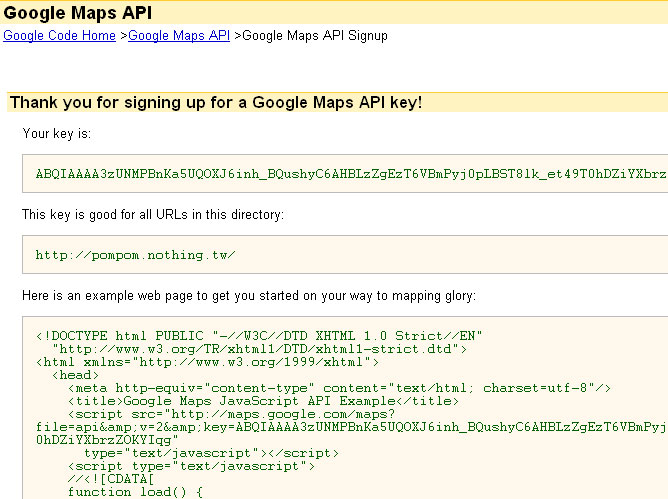 Google Maps API
Google Code Home >Google Maps API >Google Maps API Signup
Thank you for signing up for a Google Maps API key!
Your key is:
ABQIAAAA3zUNMPBnKa5UQOXJ6inh_BQushyC6AHBLzZgEzT6VBmPyj0pLBST81k_et49T0hDZiYXbrz
This key is good for all URLs in this directory:
http://pompom.nothing.tw/
Here is an example web page to get you started on your way to mapping glory:
<!DOCTYPE html PUBLIC "-//W3C//DTD XHTML 1.0 Strict//EN"
"http://www.w3.org/TR/xhtml1/DTD/xhtml1-strict.dtd">
<html xmlns="http://www.w3.org/1999/xhtml">
<head>
<meta http-equiv="content-type" content="text/html; charset=utf-8"/>
<title>Google Maps JavaScript API Example</title>
<script src="http://maps.google.com/maps?
file=api&amp;v=2&amp;key=ABQIAAAA3zUNMPBnKa5UQOXJ6inh_BQushyC6AHBLzZgEzT6VBmPyj
0hDZiYXbrzZOKYIqg"
type="text/javascript"></script>
<script type="text/javascript">
//<![CDATA[
function load() {